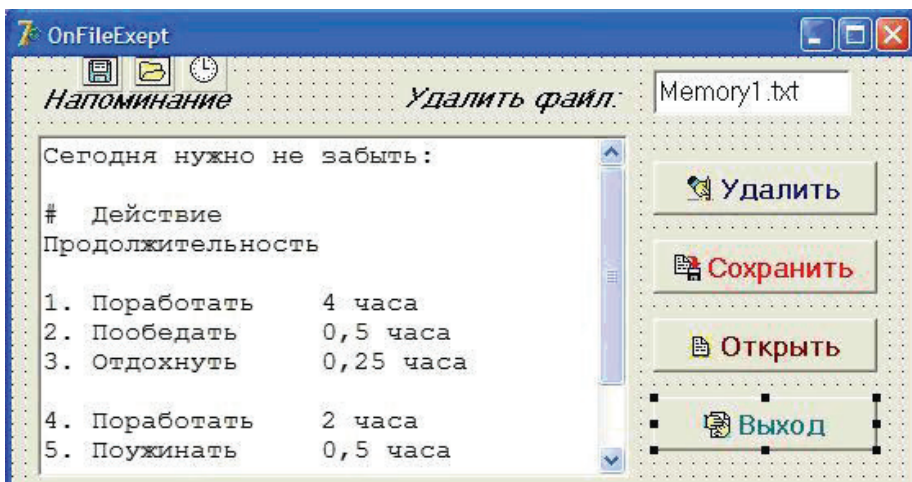 OnFileExept
Напоминание
Удалить файл:
Memory1.txt
Сегодня нужно не забыть:
# Действие
Продолжительность
1. Поработать 4 часа
2. Пообедать 0,5 часа
3. Отдохнуть 0,25 часа
4. Поработать 2 часа
5. Поужинать 0,5 часа
Удалить
Сохранить
Открыть
Выход